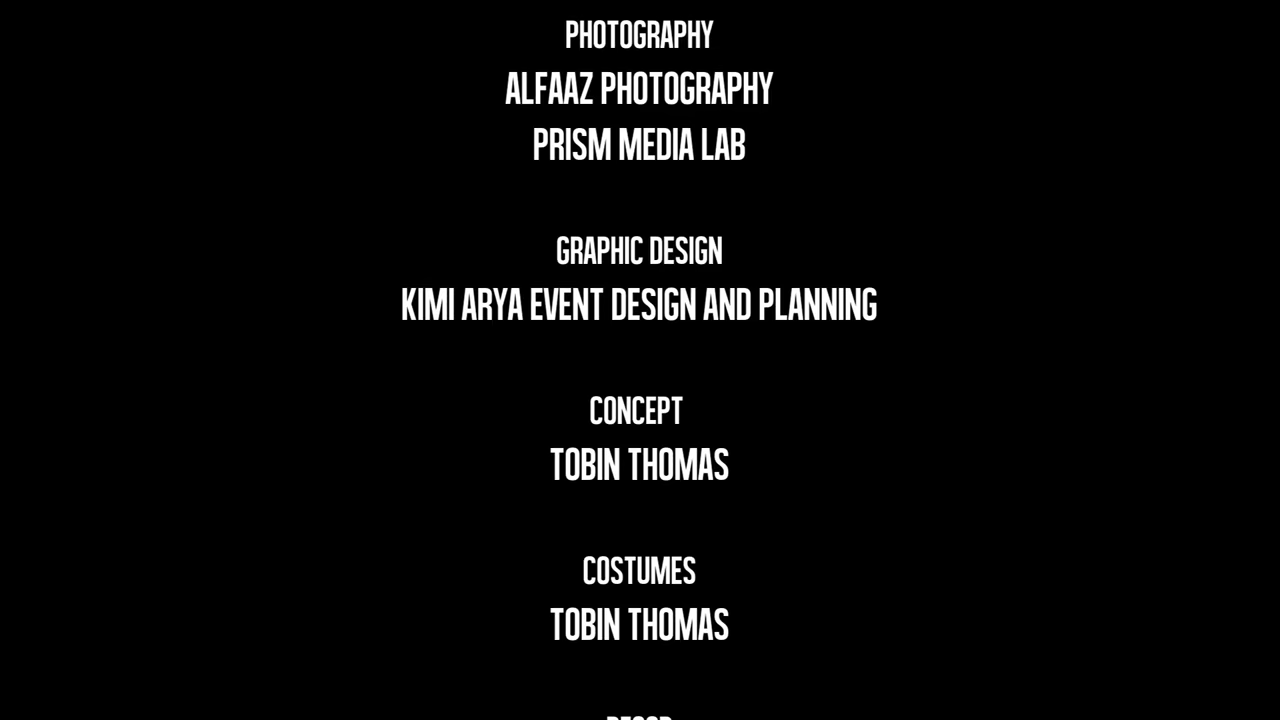 PHOTOGRAPHY
ALFAAZ PHOTOGRAPHY
PRISM MEDIA LAB
GRAPHIC DESIGN
KIMI ARYA EVENT DESIGN AND PLANNING
CONCEPT
TOBIN THOMAS
COSTUMES
TOBIN THOMAS